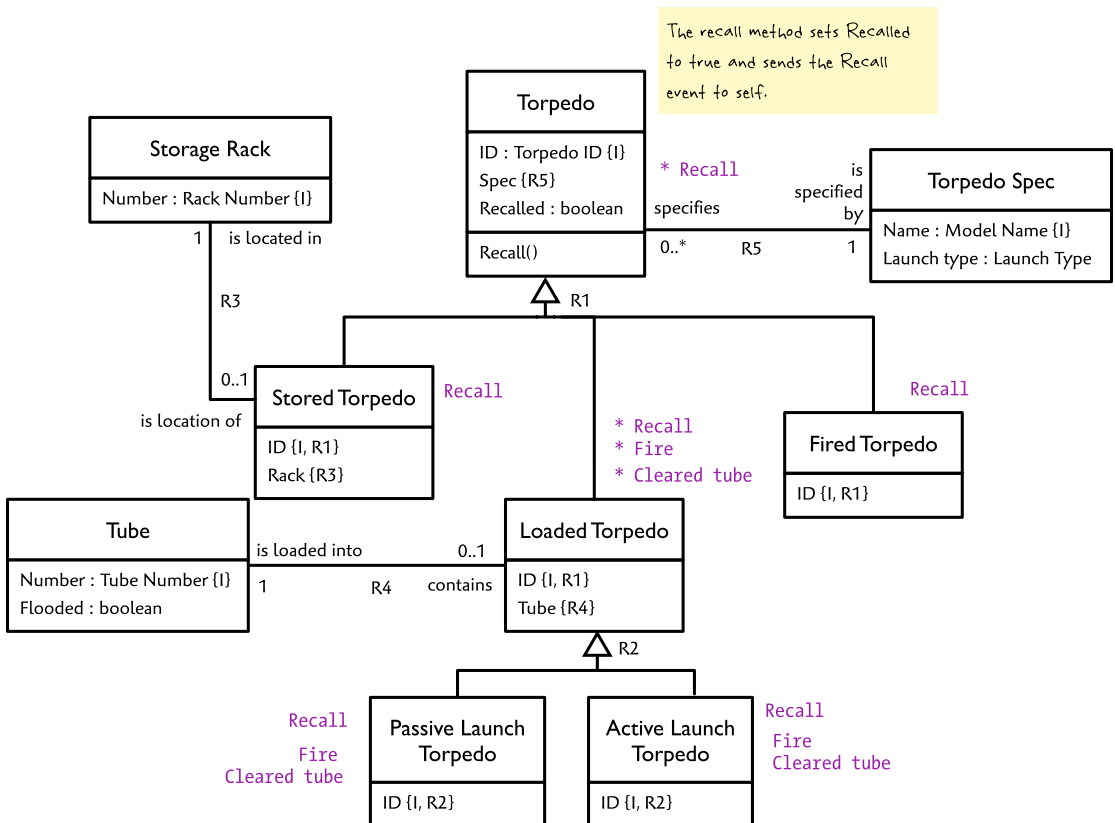 The recall method sets Recalled
to true and sends the Recall
event to self.
Torpedo
ID : Torpedo ID {I}
Spec {R5}
Recalled : boolean
Recall()
* Recall
specifies
0..*
R5
is
specified
by
1
Torpedo Spec
Name : Model Name {I}
Launch type : Launch Type
Storage Rack
Number : Rack Number {I}
1
is located in
R3
0..1
is location of
R1
Stored Torpedo
ID {I, R1}
Rack {R3}
Recall
* Recall
* Fire
* Cleared tube
Recall
Fired Torpedo
ID {I, R1}
Tube
Number : Tube Number {I}
Flooded : boolean
is loaded into
1
R4
0..1
contains
Loaded Torpedo
ID {I, R1}
Tube {R4}
R2
Recall
Fire
Cleared tube
Passive Launch
Torpedo
ID {I, R2}
Active Launch
Torpedo
ID {I, R2}
Recall
Fire
Cleared tube